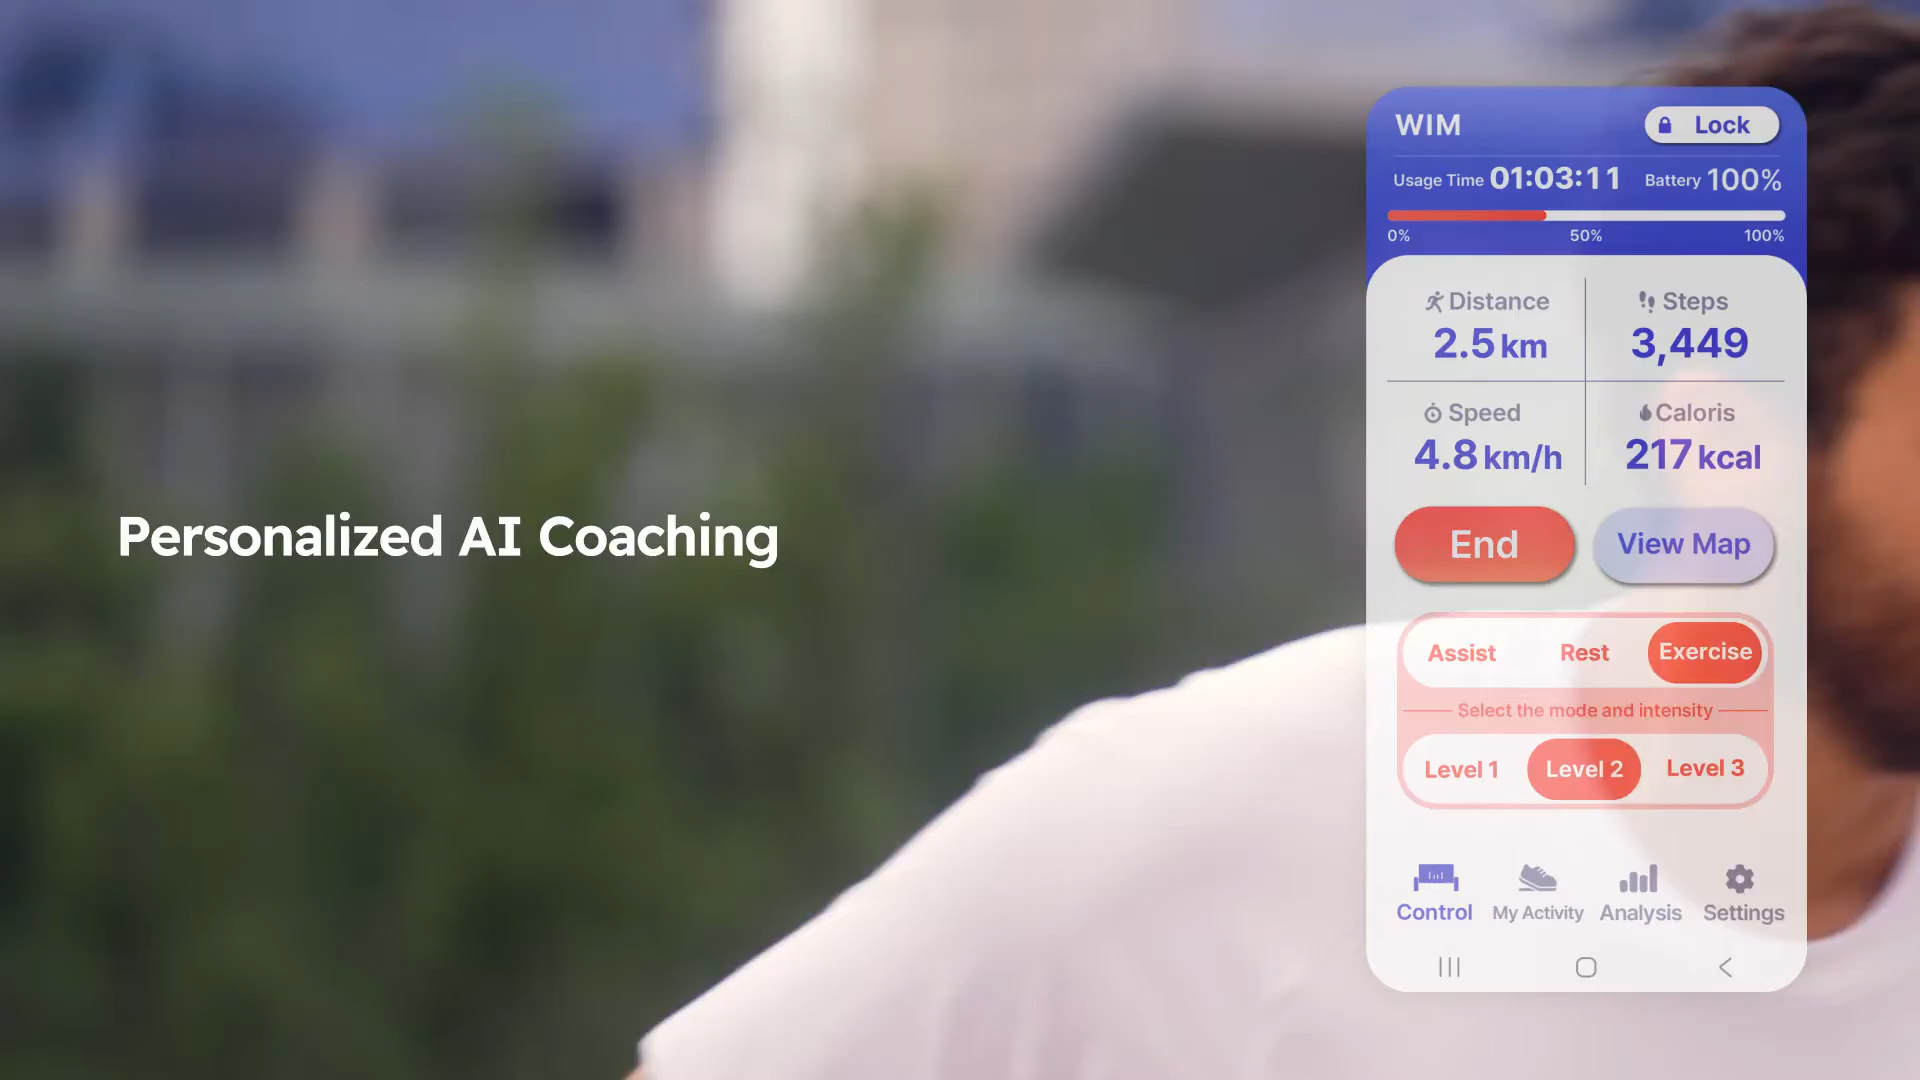 Personalized AI Coaching
WIM
Lock
Usage Time 01:03:11 Battery 100%
0% 50% 100%
Distance Steps
2.5 km 3,449
Speed Caloris
4.8 km/h 217 kcal
End View Map
Assist Rest Exercise
Select the mode and intensity
Level 1 Level 2 Level 3
Control My Activity Analysis Settings